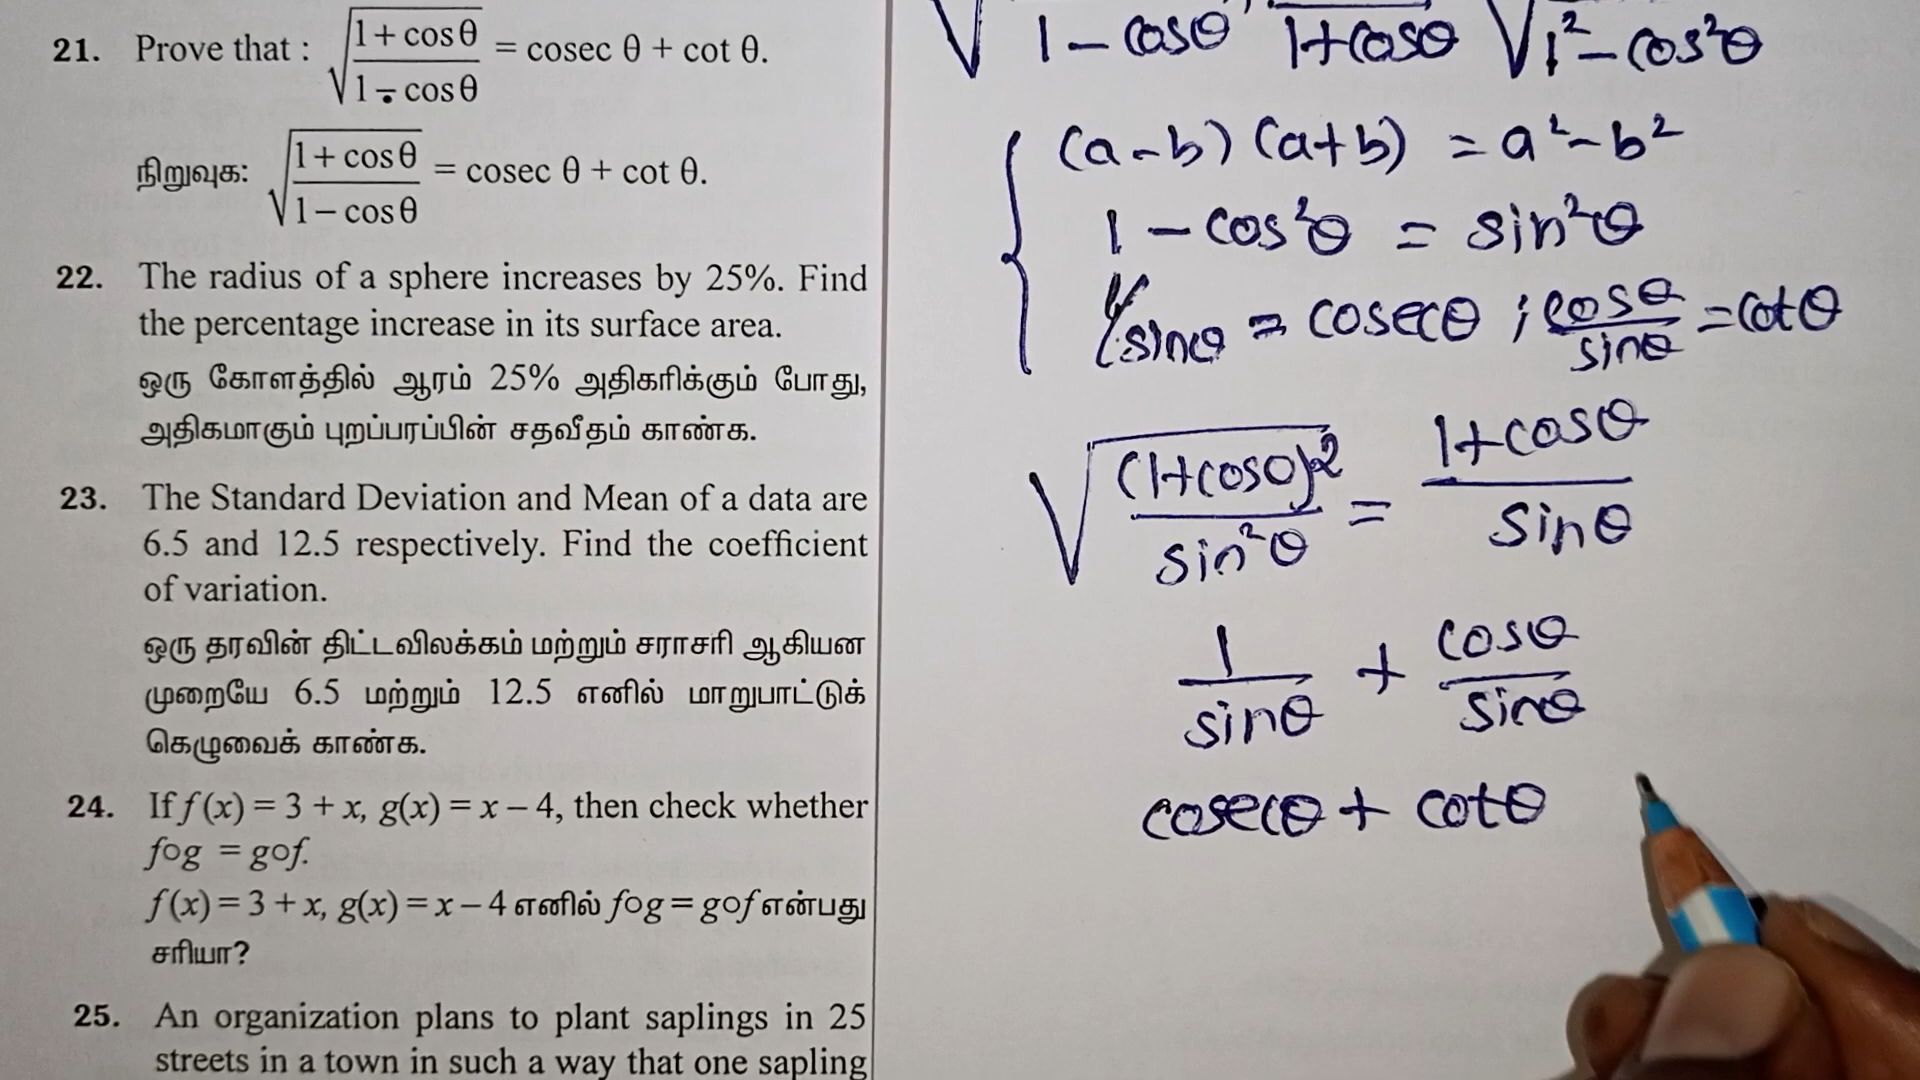 21. Prove that : √(1 + cos θ / 1 – cos θ) = cosec θ + cot θ.
நிறுவுக: √(1 + cos θ / 1 – cos θ) = cosec θ + cot θ.
22. The radius of a sphere increases by 25%. Find
the percentage increase in its surface area.
ஒரு கோளத்தில் ஆரம் 25% அதிகரிக்கும் போது,
அதிகமாகும் புறப்பரப்பின் சதவீதம் காண்க.
23. The Standard Deviation and Mean of a data are
6.5 and 12.5 respectively. Find the coefficient
of variation.
ஒரு தரவின் திட்டவிலக்கம் மற்றும் சராசரி ஆகியன
முறையே 6.5 மற்றும் 12.5 எனில் மாறுபாட்டுக்
கெழுவைக் காண்க.
24. If f (x) = 3 + x, g(x) = x – 4, then check whether
fog = gof.
f (x) = 3 + x, g(x) = x – 4 எனில் fog = gof என்பது
சரியா?
25. An organization plans to plant saplings in 25
streets in a town in such a way that one sapling
√ 1 – cosθ 1+cosθ √1² – cos²θ
(a – b) (a+b) = a² – b²
1 – cos²θ = sin²θ
1/sinθ = cosecθ ; cosθ/sinθ = cotθ
√((1+cosθ)²/sin²θ) = 1+cosθ/sinθ
1/sinθ + cosθ/sinθ
cosecθ + cotθ